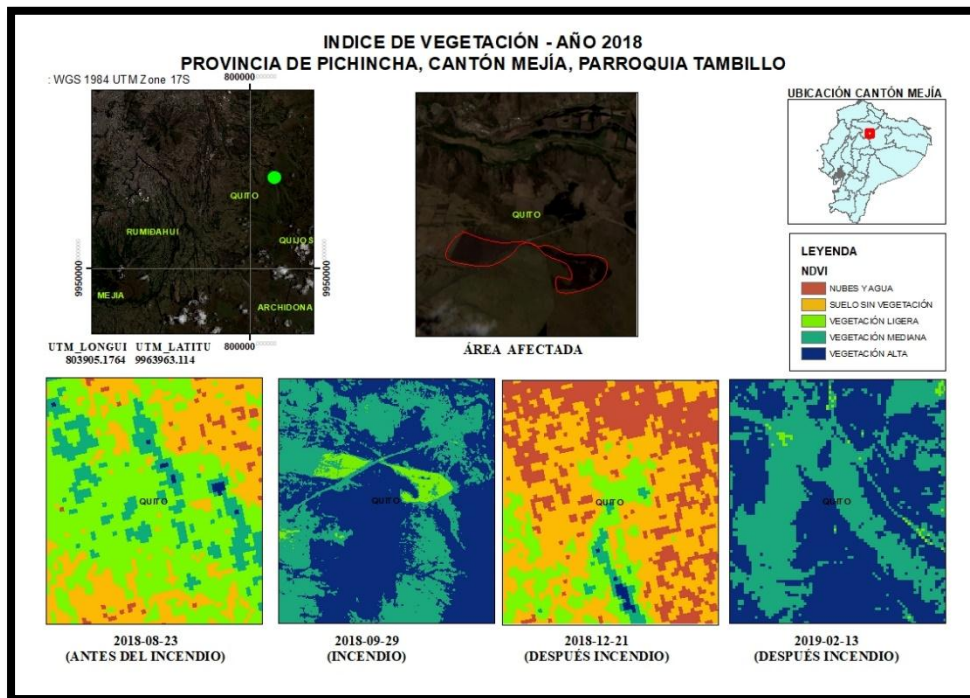 INDICE DE VEGETACIÓN - AÑO 2018
PROVINCIA DE PICHINCHA, CANTÓN MEJÍA, PARROQUIA TAMBILLO
: WGS 1984 UTM Zone 17S
800000
QUITO
RUMIÐAHUI
QUIJOS
MEJIA
ARCHIDONA
9950000
9950000
800000
UTM_LONGUI UTM_LATITU
803905.1764 9963963.114
QUITO
ÁREA AFECTADA
UBICACIÓN CANTÓN MEJÍA
LEYENDA
NDVI
NUBES Y AGUA
SUELO SIN VEGETACIÓN
VEGETACIÓN LIGERA
VEGETACIÓN MEDIANA
VEGETACIÓN ALTA
QUITO
QUITO
QUITO
QUITO
2018-08-23
(ANTES DEL INCENDIO)
2018-09-29
(INCENDIO)
2018-12-21
(DESPUÉS INCENDIO)
2019-02-13
(DESPUÉS INCENDIO)